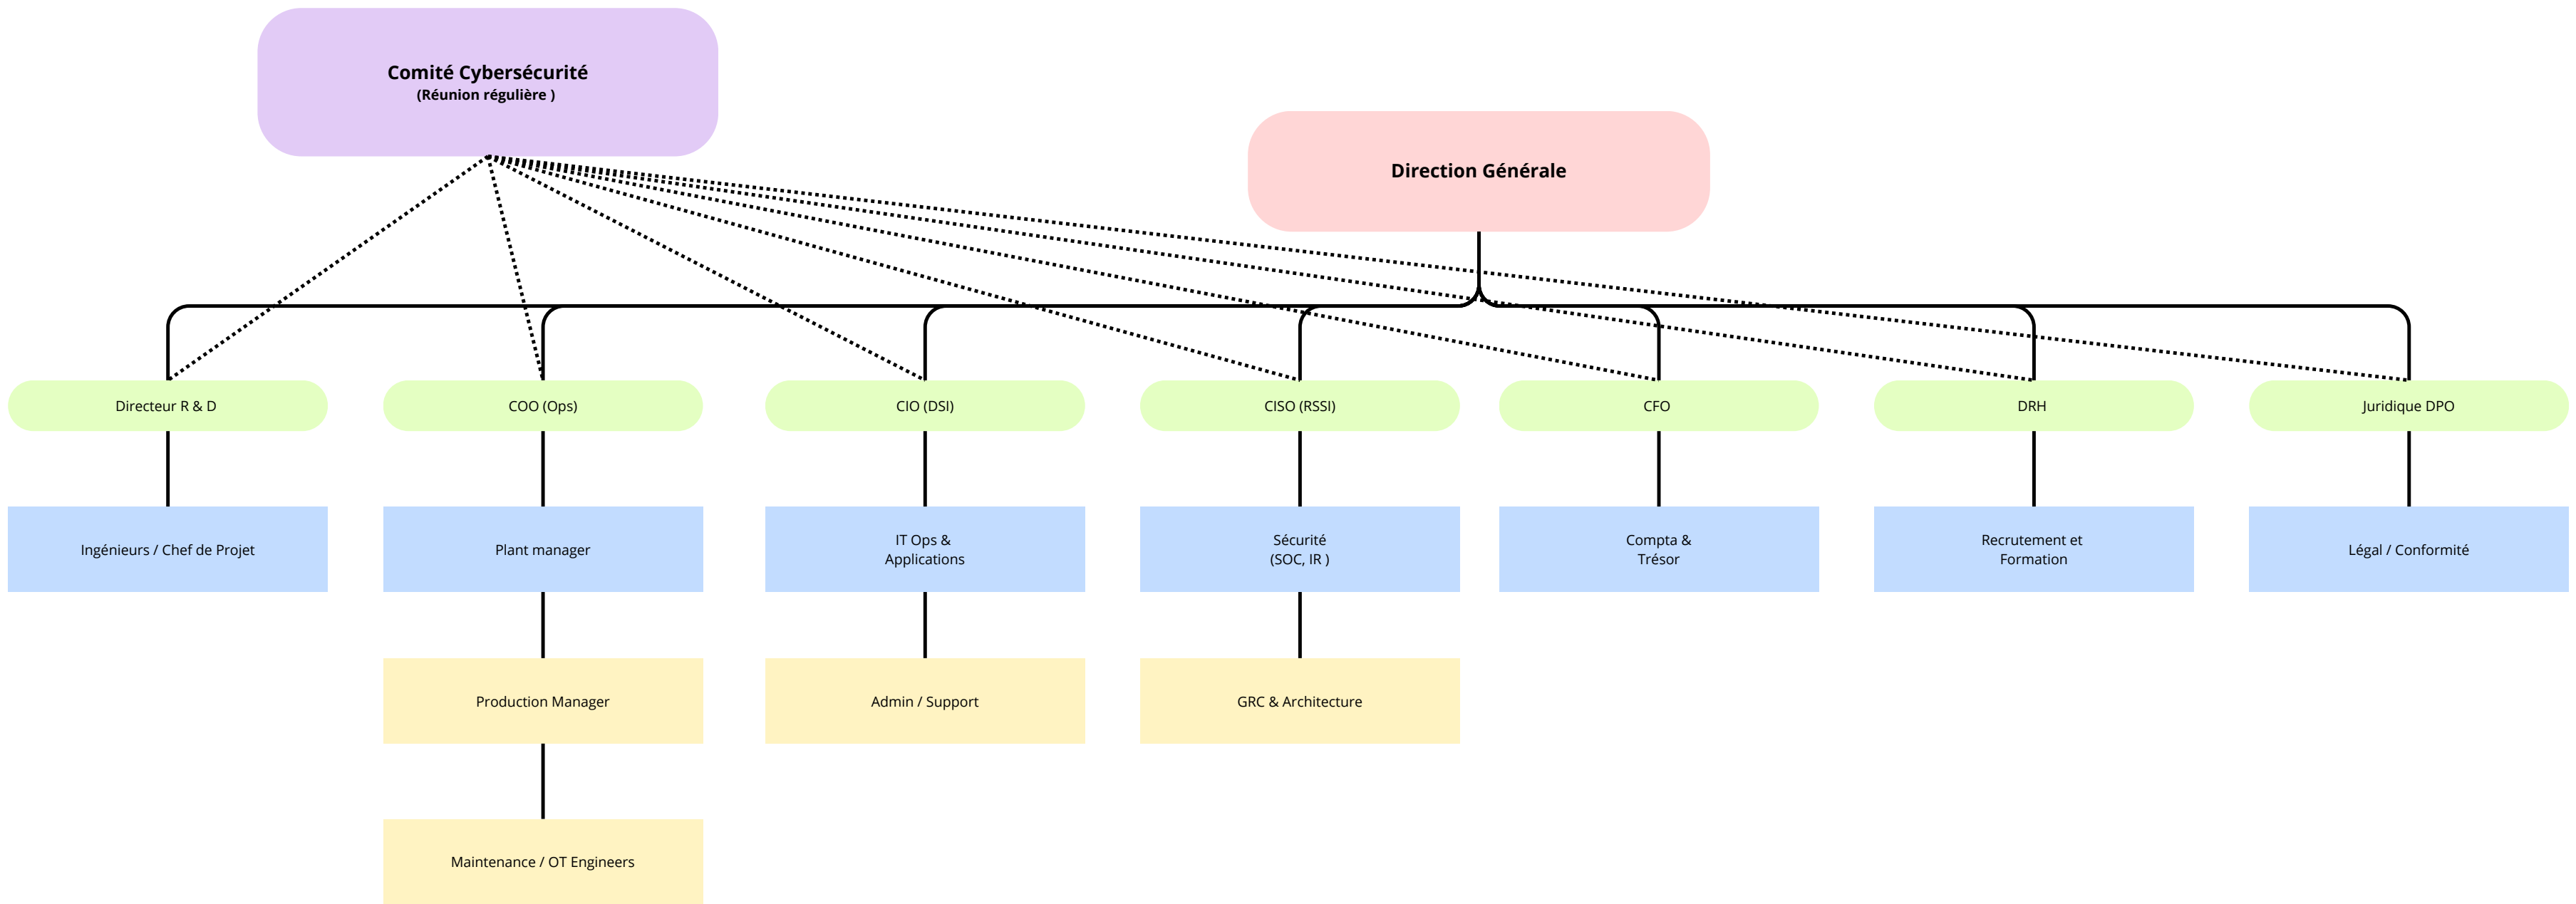 Comité Cybersécurité
(Réunion régulière )
Direction Générale
Directeur R & D
COO (Ops)
CIO (DSI)
CISO (RSSI)
CFO
DRH
Juridique DPO
Ingénieurs / Chef de Projet
Plant manager
IT Ops &
Applications
Sécurité
(SOC, IR )
Compta &
Trésor
Recrutement et
Formation
Légal / Conformité
Production Manager
Admin / Support
GRC & Architecture
Maintenance / OT Engineers